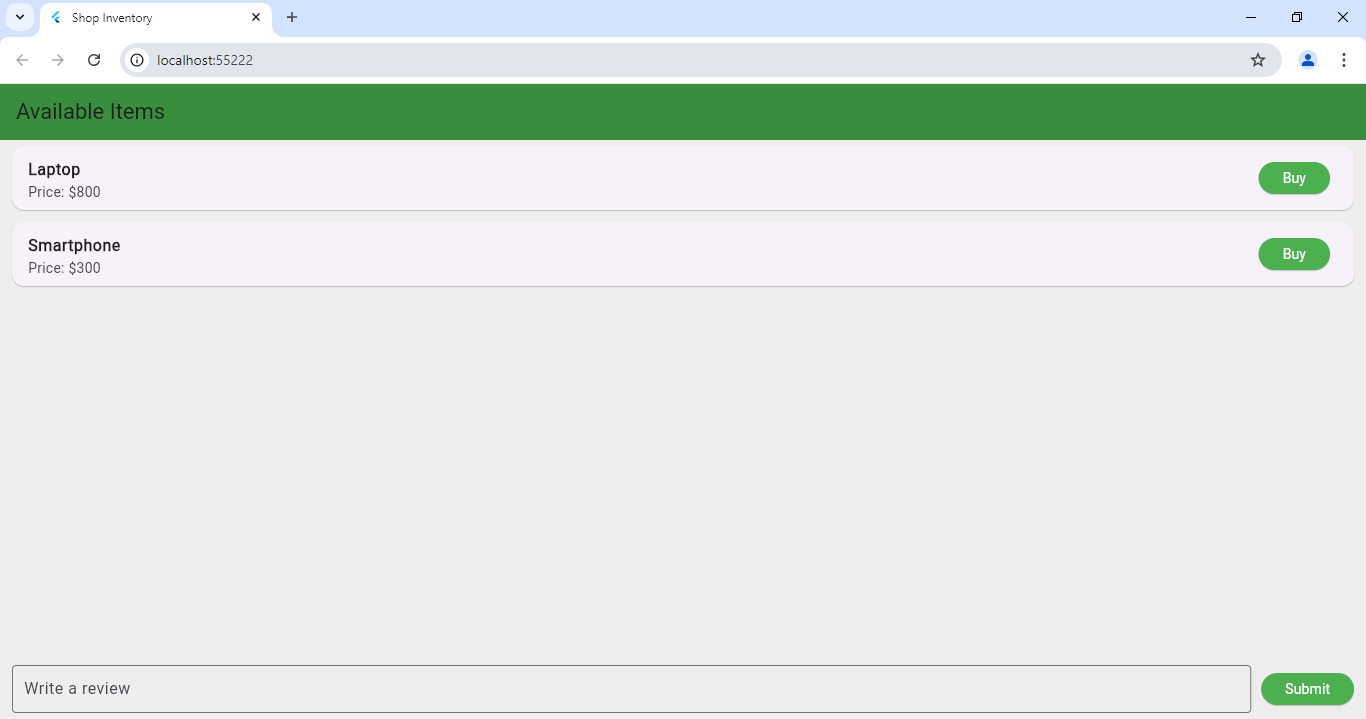 Shop Inventory
localhost:55222
Available Items
Laptop
Price: $800
Buy
Smartphone
Price: $300
Buy
Write a review
Submit